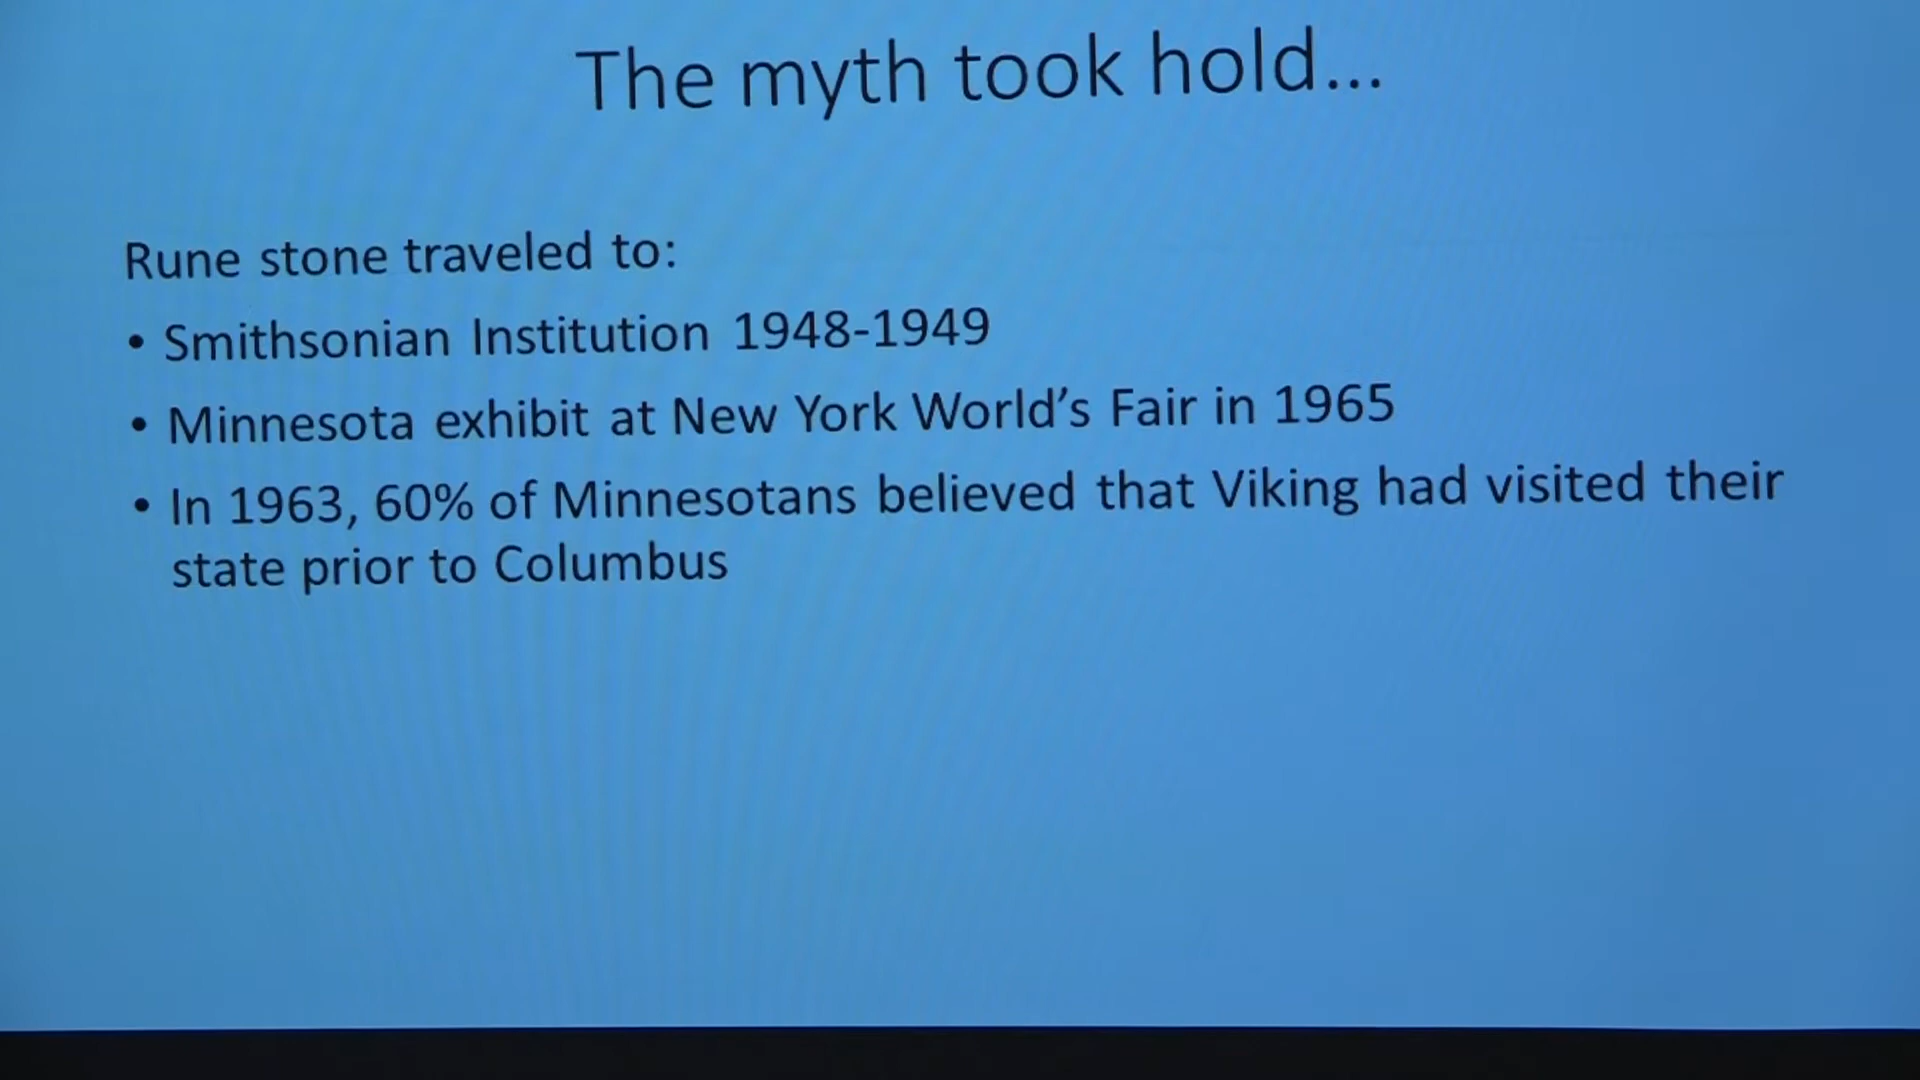 The myth took hold...
Rune stone traveled to:
• Smithsonian Institution 1948-1949
• Minnesota exhibit at New York World's Fair in 1965
• In 1963, 60% of Minnesotans believed that Viking had visited their
state prior to Columbus